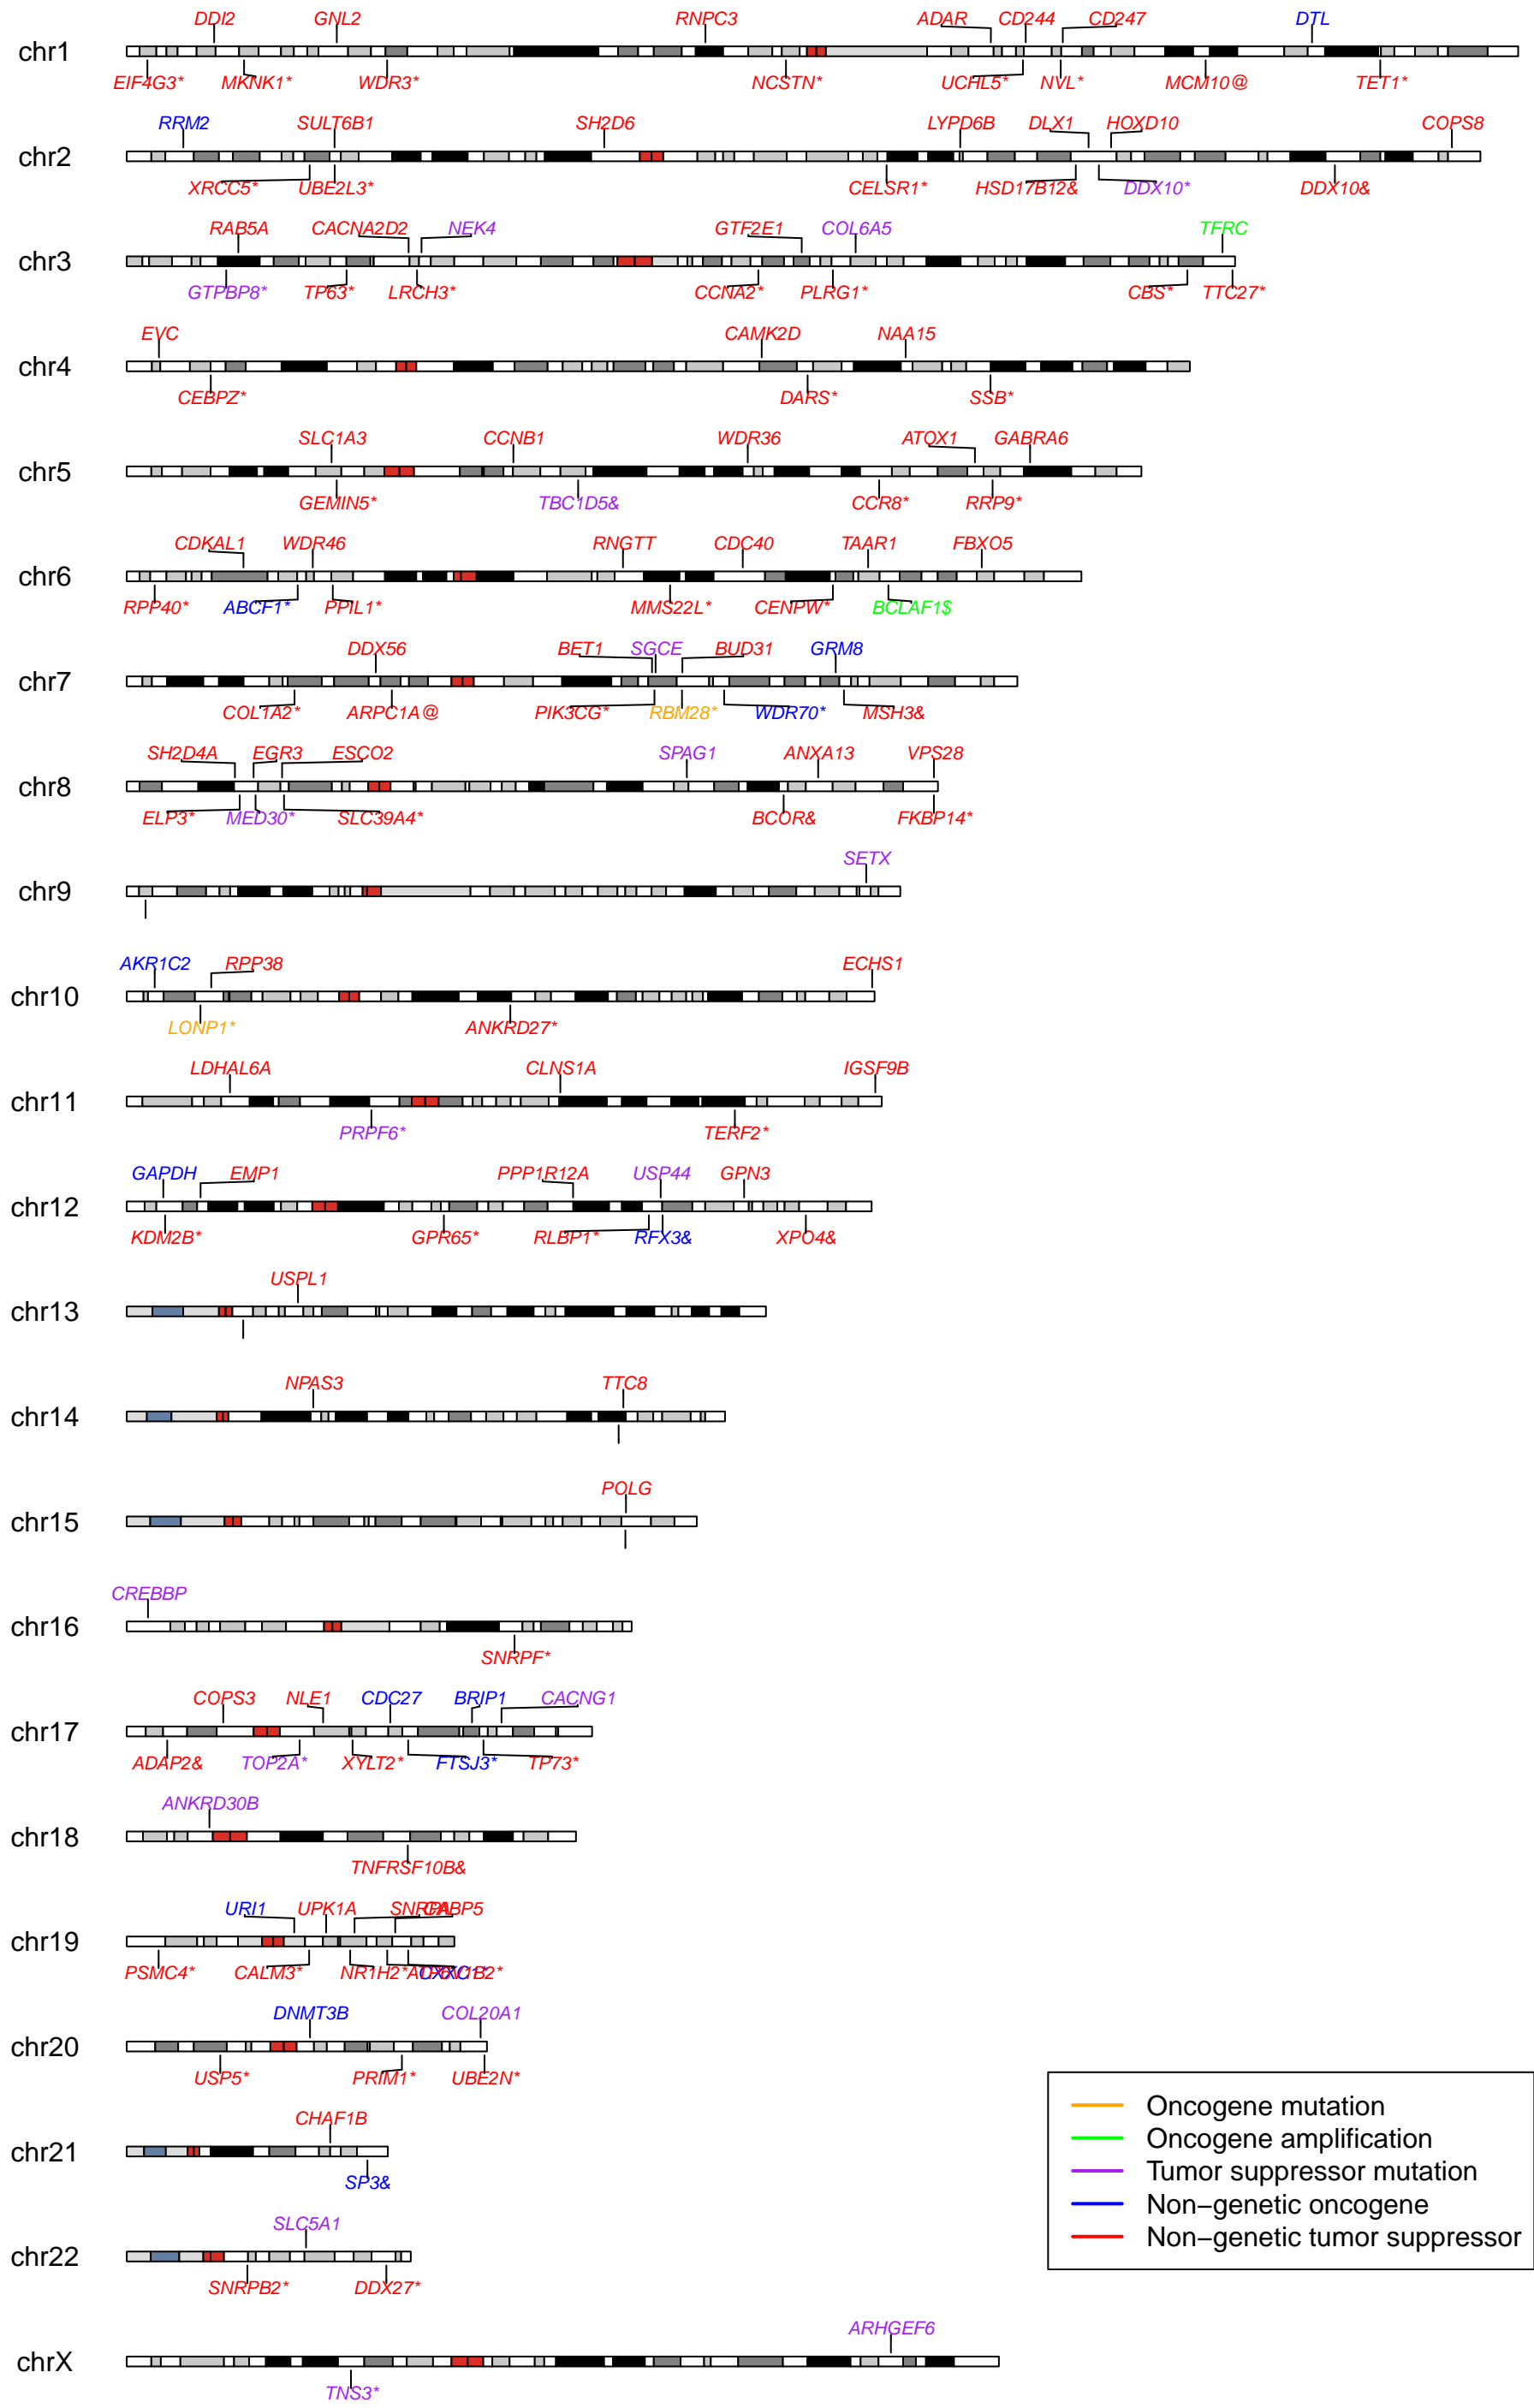 DDI2 GNL2 RNPC3 ADAR CD244 CD247 DTL
chr1
EIF4G3* MKNK1* WDR3* NCSTN* UCHL5* NVL* MCM10@ TET1*
RRM2 SULT6B1 SH2D6 LYPD6B DLX1 HOXD10 COPS8
chr2
XRCC5* UBE2L3* CELSR1* HSD17B12& DDX10* DDX10&
RAB5A CACNA2D2 NEK4 GTF2E1 COL6A5 TFRC
chr3
GTPBP8* TP63* LRCH3* CCNA2* PLRG1* CBS* TTC27*
EVC CAMK2D NAA15
chr4
CEBPZ* DARS* SSB*
SLC1A3 CCNB1 WDR36 ATOX1 GABRA6
chr5
GEMIN5* TBC1D5& CCR8* RRP9*
CDKAL1 WDR46 RNGTT CDC40 TAAR1 FBXO5
chr6
RPP40* ABCF1* PPIL1* MMS22L* CENPW* BCLAF1$
DDX56 BET1 SGCE BUD31 GRM8
chr7
COL1A2* ARPC1A@ PIK3CG* RBM28* WDR70* MSH3&
SH2D4A EGR3 ESCO2 SPAG1 ANXA13 VPS28
chr8
ELP3* MED30* SLC39A4* BCOR& FKBP14*
SETX
chr9
AKR1C2 RPP38 ECHS1
chr10
LONP1* ANKRD27*
LDHAL6A CLNS1A IGSF9B
chr11
PRPF6* TERF2*
GAPDH EMP1 PPP1R12A USP44 GPN3
chr12
KDM2B* GPR65* RLBP1* RFX3& XPO4&
USPL1
chr13
NPAS3 TTC8
chr14
POLG
chr15
CREBBP
chr16
SNRPF*
COPS3 NLE1 CDC27 BRIP1 CACNG1
chr17
ADAP2& TOP2A* XYLT2* FTSJ3* TP73*
ANKRD30B
chr18
TNFRSF10B&
URI1 UPK1A SNRPA CABP5
chr19
PSMC4* CALM3* NR1H2*
DNMT3B COL20A1
chr20
USP5* PRIM1* UBE2N*
CHAF1B
chr21
SP3&
SLC5A1
chr22
SNRPB2* DDX27*
ARHGEF6
chrX
TNS3*
Oncogene mutation
Oncogene amplification
Tumor suppressor mutation
Non−genetic oncogene
Non−genetic tumor suppressor